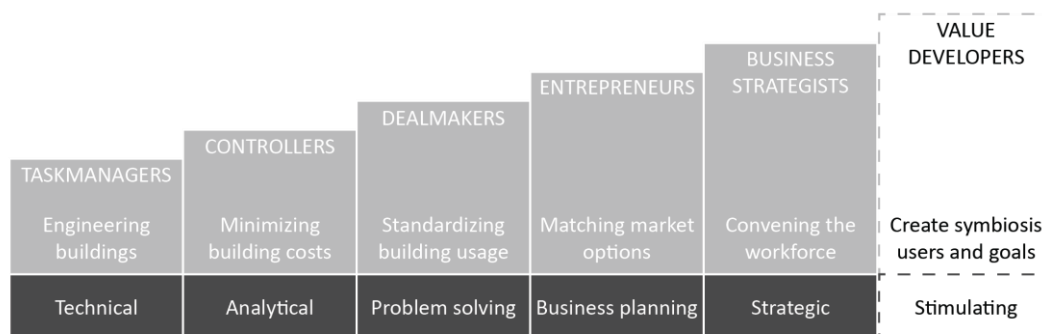 TASKMANAGERS
Engineering
buildings
Technical
CONTROLLERS
Minimizing
building costs
Analytical
DEALMAKERS
Standardizing
building usage
Problem solving
ENTREPRENEURS
Matching market
options
Business planning
BUSINESS
STRATEGISTS
Convening the
workforce
Strategic
VALUE
DEVELOPERS
Create symbiosis
users and goals
Stimulating